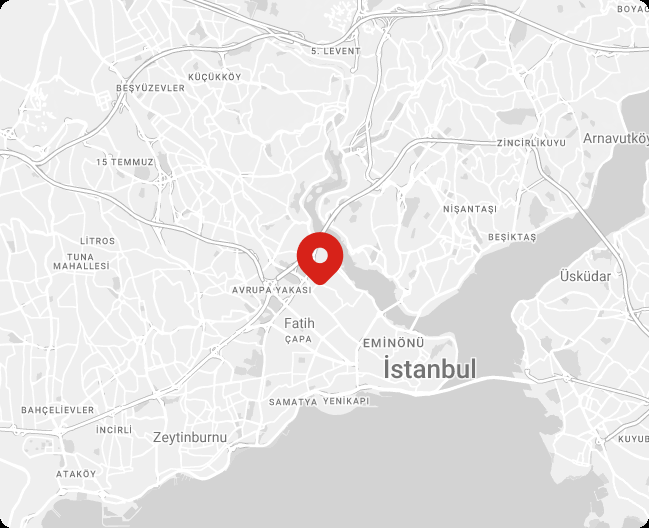 BOYAC
5. LEVENT
KÜÇÜKKÖY
BEŞYÜZEVLER
ZİNCİRLİKUYU
Arnavutköy
15 TEMMUZ
NİŞANTAŞI
BEŞİKTAŞ
LİTROS
TUNA
MAHALLESİ
Üsküdar
AVRUPA YAKASI
Fatih
ÇAPA
EMİNÖNÜ
İstanbul
SAMATYA
YENİKAPI
BAHÇELİEVLER
İNCİRLİ
Zeytinburnu
KUYUB
ATAKÖY